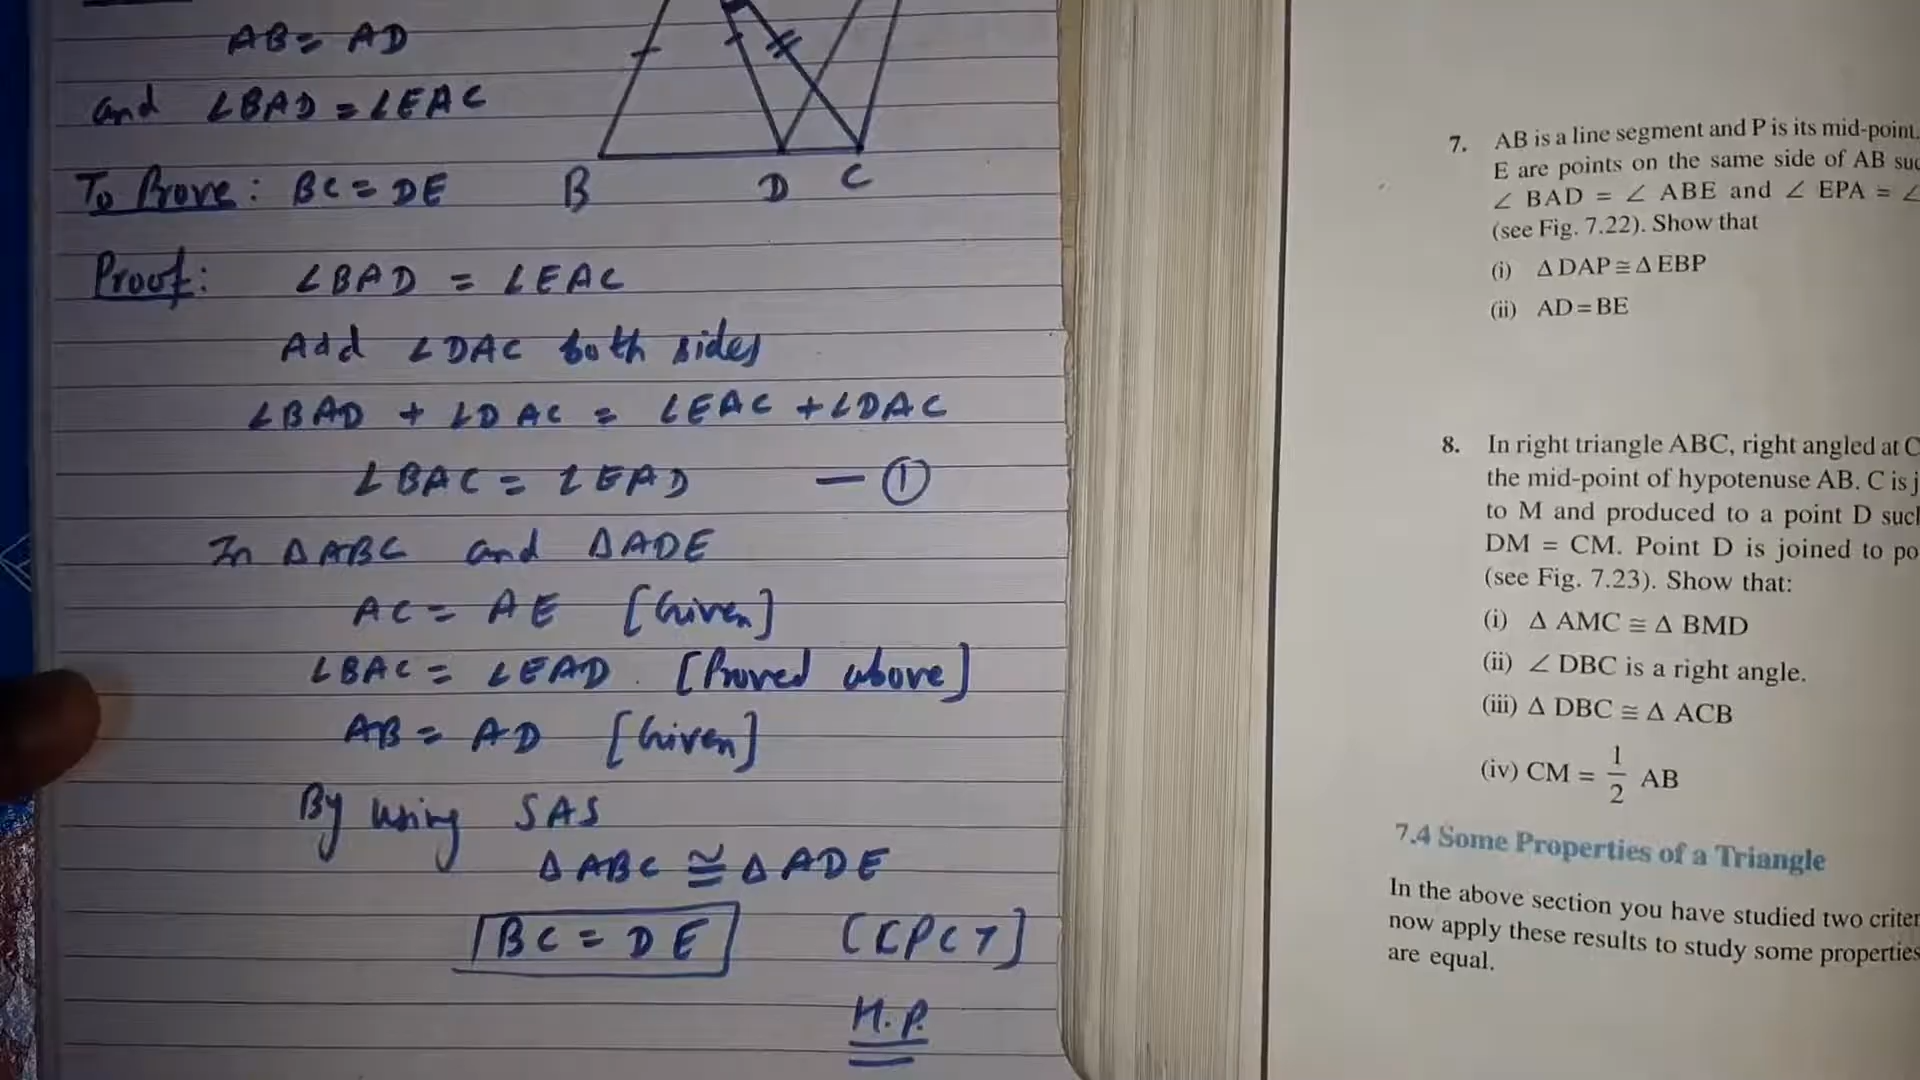 AB = AD
and ∠BAD = ∠EAC
To Prove: BC = DE
B D C
Proof: ∠BAD = ∠EAC
Add ∠DAC both sides
∠BAD + ∠DAC = ∠EAC + ∠DAC
∠BAC = ∠EAD — ①
In ΔABC and ΔADE
AC = AE [Given]
∠BAC = ∠EAD. [Proved above]
AB = AD [Given]
By using SAS
ΔABC ≅ ΔADE
BC = DE [CPCT]
H.P.
7. AB is a line segment and P is its mid-point.
E are points on the same side of AB
∠ BAD = ∠ ABE and ∠ EPA = ∠
(see Fig. 7.22). Show that
(i) Δ DAP ≅ Δ EBP
(ii) AD = BE
8. In right triangle ABC, right angled at C
the mid-point of hypotenuse AB. C is
to M and produced to a point D
DM = CM. Point D is joined to
(see Fig. 7.23). Show that:
(i) Δ AMC ≅ Δ BMD
(ii) ∠ DBC is a right angle.
(iii) Δ DBC ≅ Δ ACB
(iv) CM = 1/2 AB
7.4 Some Properties of a Triangle
In the above section you have studied two
now apply these results to study some properties
are equal.